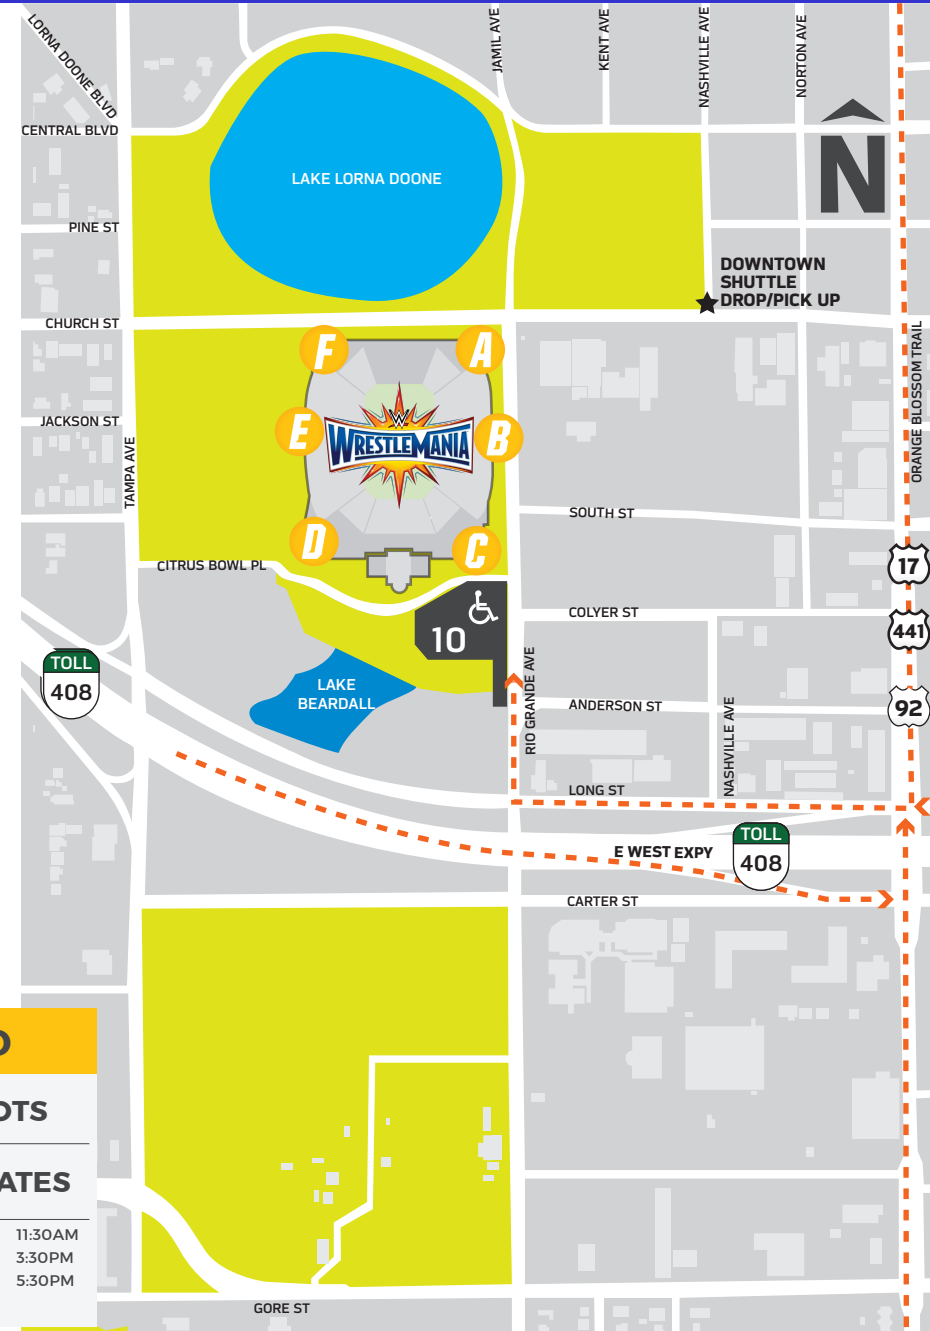 LORNA DOONE BLVD
JAMIL AVE
KENT AVE
NASHVILLE AVE
NORTON AVE
CENTRAL BLVD
N
LAKE LORNA DOONE
PINE ST
DOWNTOWN
SHUTTLE
DROP/PICK UP
CHURCH ST
ORANGE BLOSSOM TRAIL
F
A
JACKSON ST
TAMPA AVE
E
W
WRESTLEMANIA
B
SOUTH ST
D
C
CITRUS BOWL PL
17
10
COLYER ST
441
TOLL
408
LAKE
BEARDALL
RIO GRANDE AVE
ANDERSON ST
NASHVILLE AVE
92
LONG ST
E WEST EXPY
TOLL
408
CARTER ST
OTS
ATES
11:30AM
3:30PM
5:30PM
GORE ST